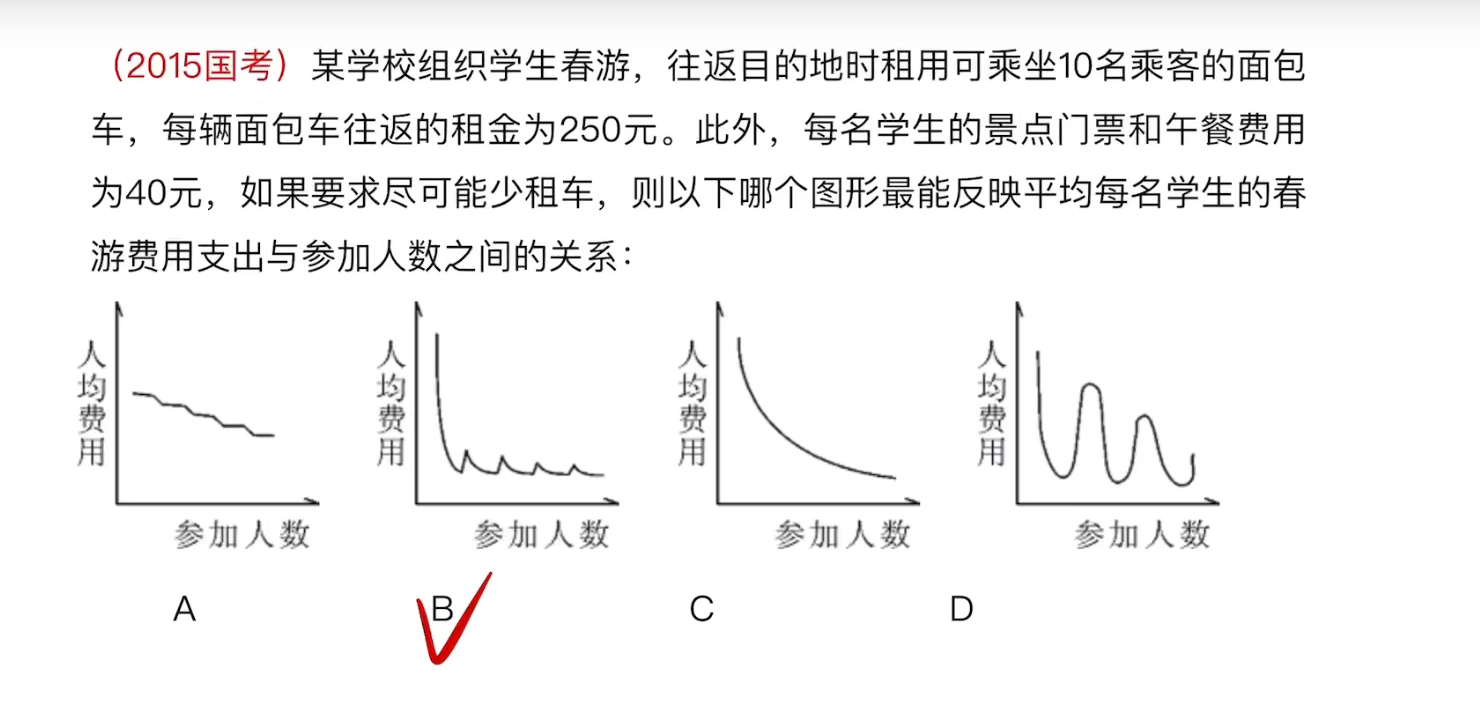 （2015国考）某学校组织学生春游，往返目的地时租用可乘坐10名乘客的面包
车，每辆面包车往返的租金为250元。此外，每名学生的景点门票和午餐费用
为40元，如果要求尽可能少租车，则以下哪个图形最能反映平均每名学生的春
游费用支出与参加人数之间的关系：
人均费用
参加人数
人均费用
参加人数
人均费用
参加人数
人均费用
参加人数
A
B
C
D